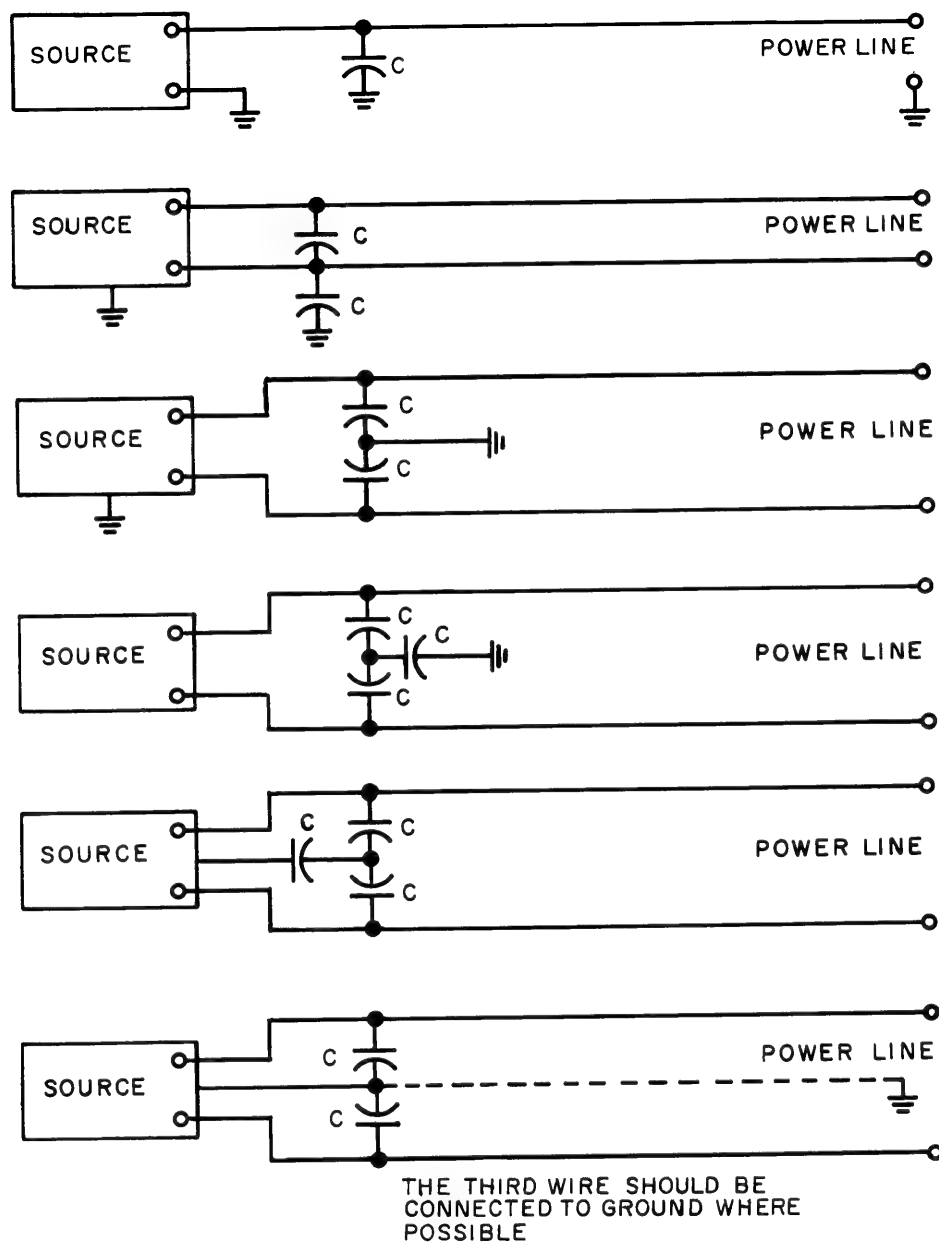 SOURCE
C
POWER LINE
SOURCE
C
POWER LINE
C
SOURCE
C
C
POWER LINE
SOURCE
C
C
C
POWER LINE
SOURCE
C
C
C
POWER LINE
SOURCE
C
C
POWER LINE
THE THIRD WIRE SHOULD BE
CONNECTED TO GROUND WHERE
POSSIBLE